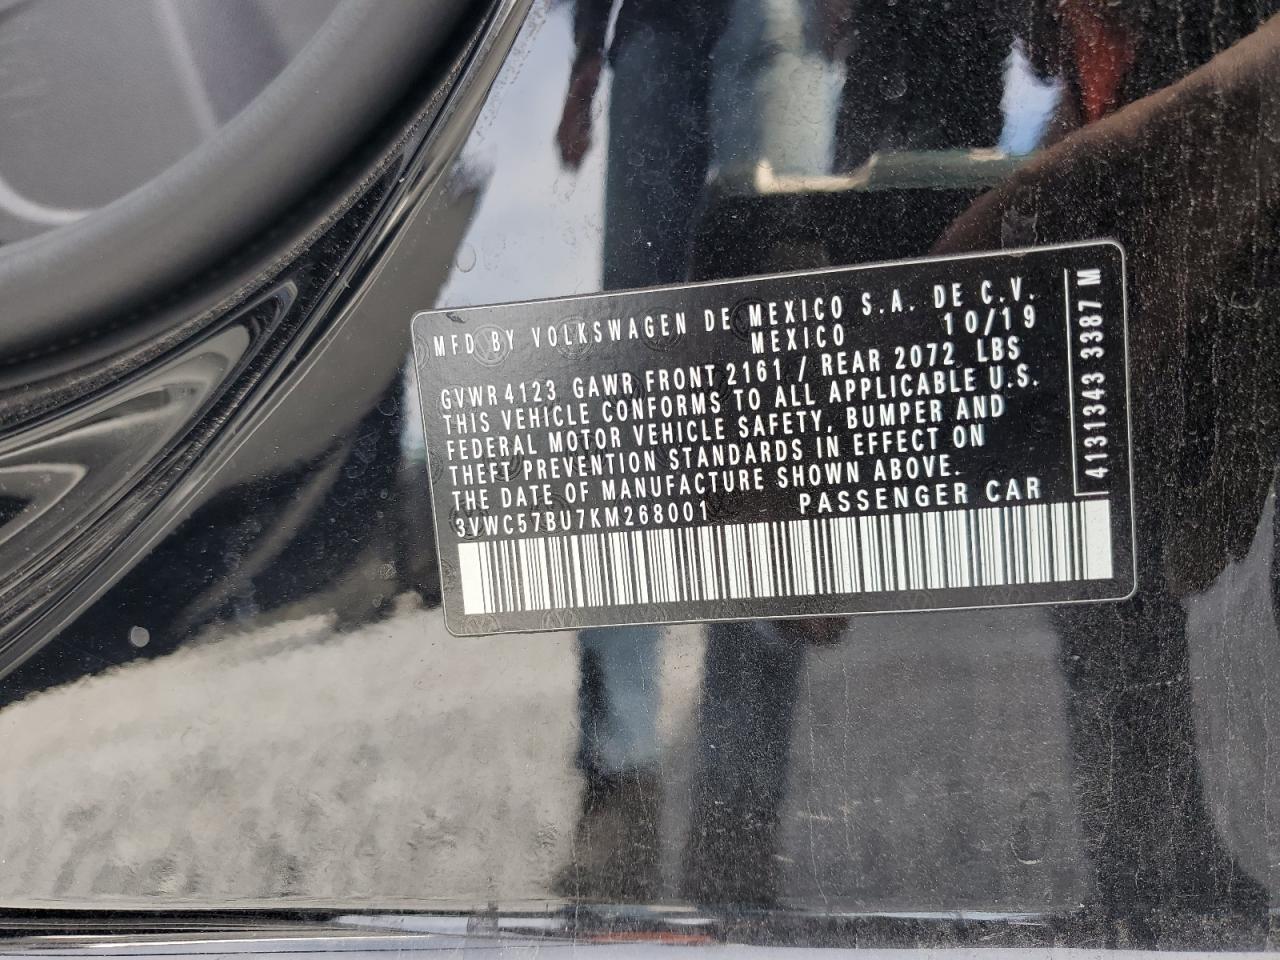 MFD BY VOLKSWAGEN DE MEXICO S.A. DE C.V.
MEXICO 10/19
GVWR 4123 GAWR FRONT 2161 / REAR 2072 LBS
THIS VEHICLE CONFORMS TO ALL APPLICABLE U.S.
FEDERAL MOTOR VEHICLE SAFETY, BUMPER AND
THEFT PREVENTION STANDARDS IN EFFECT ON
THE DATE OF MANUFACTURE SHOWN ABOVE.
3VWC57BU7KM268001 PASSENGER CAR
4131343 3387 M